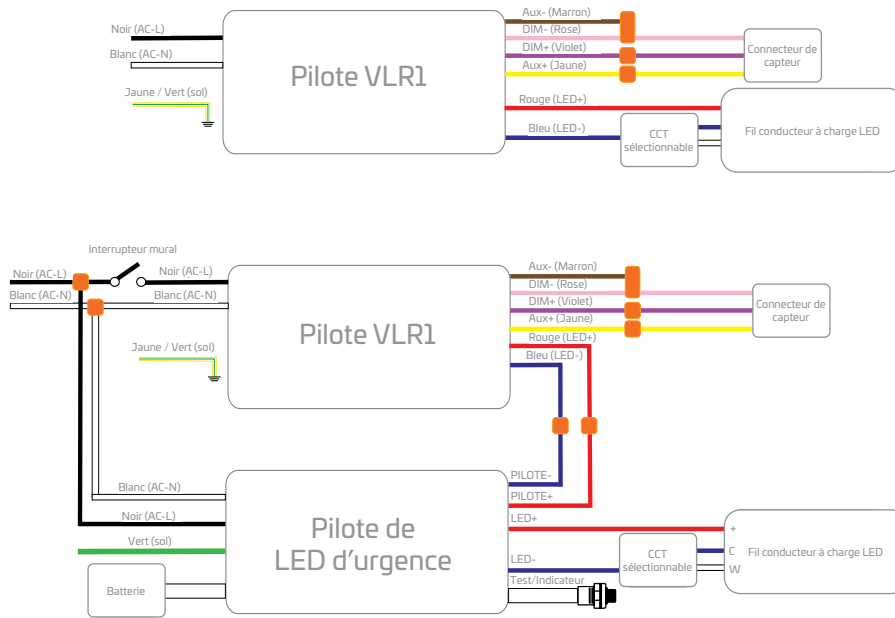 Aux- (Marron)
Noir (AC-L)
DIM- (Rose)
Blanc (AC-N)
DIM+ (Violet)
Connecteur de
capteur
Pilote VLR1
Aux+ (Jaune)
Jaune / Vert (sol)
Rouge (LED+)
Bleu (LED-)
CCT
sélectionnable
Fil conducteur à charge LED
Interrupteur mural
Noir (AC-L)
Noir (AC-L)
Aux- (Marron)
DIM- (Rose)
Blanc (AC-N)
Blanc (AC-N)
DIM+ (Violet)
Connecteur de
capteur
Pilote VLR1
Aux+ (Jaune)
Rouge (LED+)
Jaune / Vert (sol)
Bleu (LED-)
PILOTE-
Blanc (AC-N)
PILOTE+
Noir (AC-L)
LED+
Pilote de
LED d'urgence
+
Vert (sol)
LED-
CCT
sélectionnable
C
W
Fil conducteur à charge LED
Test/Indicateur
Batterie